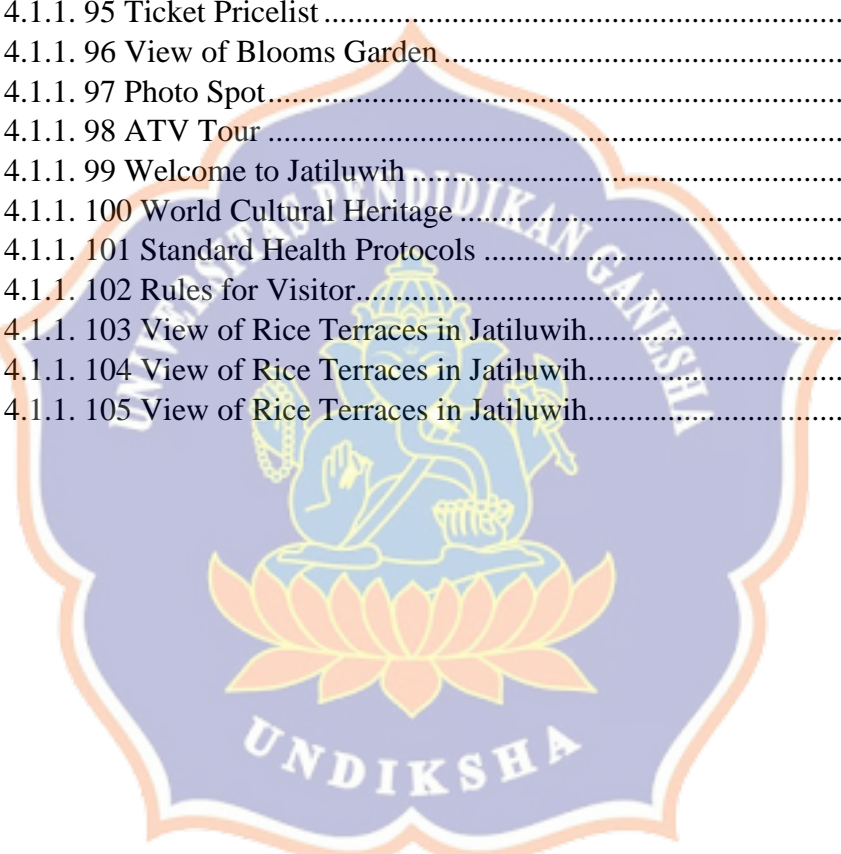 4.1.1. 95 Ticket Pricelist ................................................................
4.1.1. 96 View of Blooms Garden ................................................
4.1.1. 97 Photo Spot........................................................................
4.1.1. 98 ATV Tour ........................................................................
4.1.1. 99 Welcome to Jatiluwih ....................................................
4.1.1. 100 World Cultural Heritage ..............................................
4.1.1. 101 Standard Health Protocols ...........................................
4.1.1. 102 Rules for Visitor............................................................
4.1.1. 103 View of Rice Terraces in Jatiluwih................................
4.1.1. 104 View of Rice Terraces in Jatiluwih................................
4.1.1. 105 View of Rice Terraces in Jatiluwih................................
UNIVERSITAS PENDIDIKAN GANESHA
UNDIKSHA